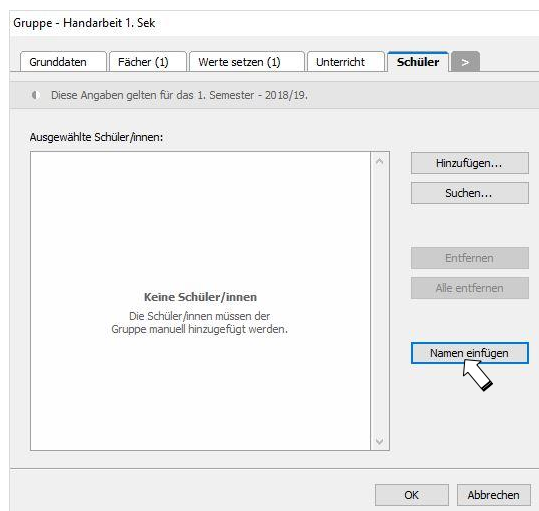 Gruppe - Handarbeit 1. Sek
Grunddaten
Fächer (1)
Werte setzen (1)
Unterricht
Schüler
>
Diese Angaben gelten für das 1. Semester - 2018/19.
Ausgewählte Schüler/innen:
Hinzufügen...
Suchen...
Entfernen
Alle entfernen
Keine Schüler/innen
Die Schüler/innen müssen der
Gruppe manuell hinzugefügt werden.
Namen einfügen
OK
Abbrechen